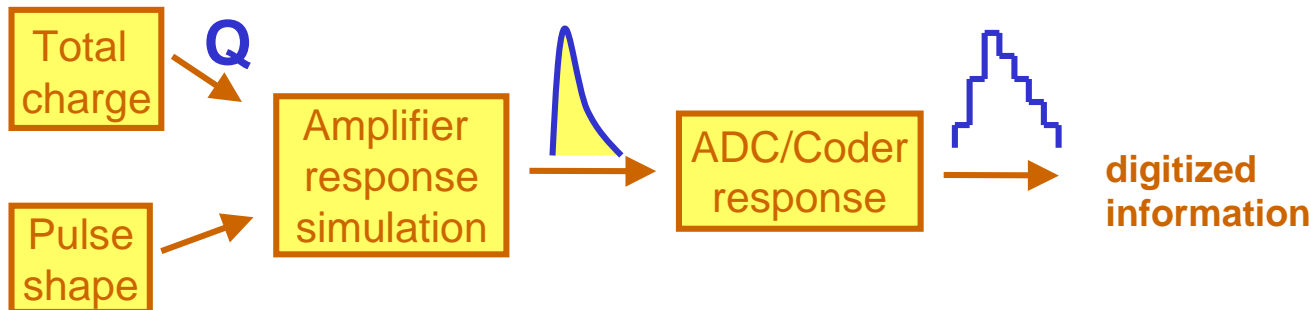 Total
charge
Q
Pulse
shape
Amplifier
response
simulation
ADC/Coder
response
digitized
information